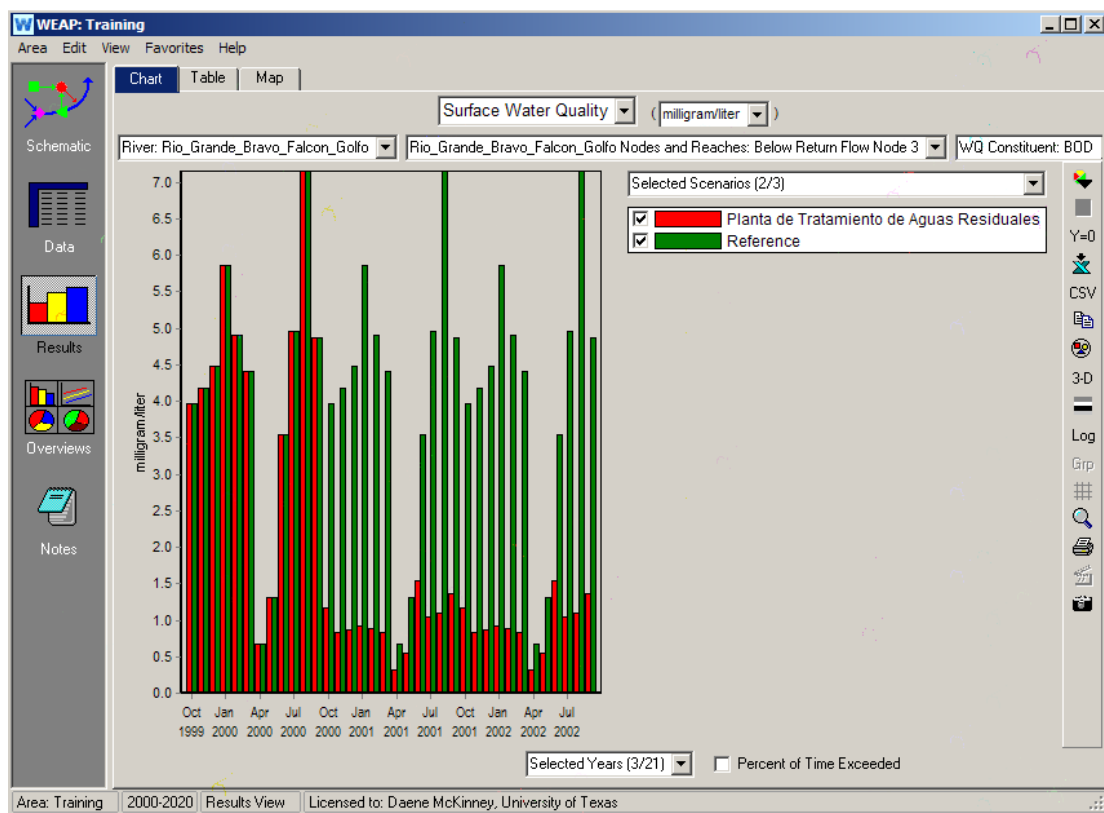 WEAP: Training
Area Edit View Favorites Help
Chart Table Map
Surface Water Quality ( milligram/liter )
River: Rio_Grande_Bravo_Falcon_Golfo Rio_Grande_Bravo_Falcon_Golfo Nodes and Reaches: Below Return Flow Node 3 WQ Constituent: BOD
Schematic
Data
Results
Overviews
Notes
Selected Scenarios (2/3)
Planta de Tratamiento de Aguas Residuales
Reference
7.0
6.5
6.0
5.5
5.0
4.5
4.0
3.5
3.0
2.5
2.0
1.5
1.0
0.5
0.0
milligram/liter
Oct Jan Apr Jul Oct Jan Apr Jul Oct Jan Apr Jul
1999 2000 2000 2000 2000 2001 2001 2001 2001 2002 2002 2002
Y=0
CSV
3-D
Log
Grp
Selected Years (3/21) Percent of Time Exceeded
Area: Training 2000-2020 Results View Licensed to: Daene McKinney, University of Texas